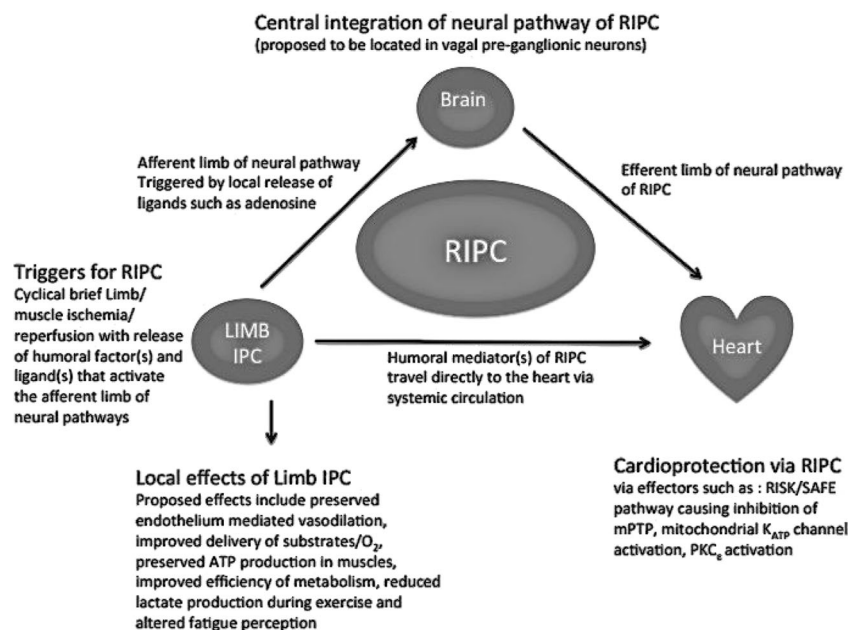 Central integration of neural pathway of RIPC
(proposed to be located in vagal pre-ganglionic neurons)
Brain
Afferent limb of neural pathway
Triggered by local release of
ligands such as adenosine
Efferent limb of neural pathway
of RIPC
RIPC
Triggers for RIPC
Cyclical brief Limb/
muscle ischemia/
reperfusion with release
of humoral factor(s) and
ligand(s) that activate
the afferent limb of
neural pathways
LIMB
IPC
Heart
Humoral mediator(s) of RIPC
travel directly to the heart via
systemic circulation
Local effects of Limb IPC
Proposed effects include preserved
endothelium mediated vasodilation,
improved delivery of substrates/O₂,
preserved ATP production in muscles,
improved efficiency of metabolism, reduced
lactate production during exercise and
altered fatigue perception
Cardioprotection via RIPC
via effectors such as : RISK/SAFE
pathway causing inhibition of
mPTP, mitochondrial K_ATP channel
activation, PKC_ε activation